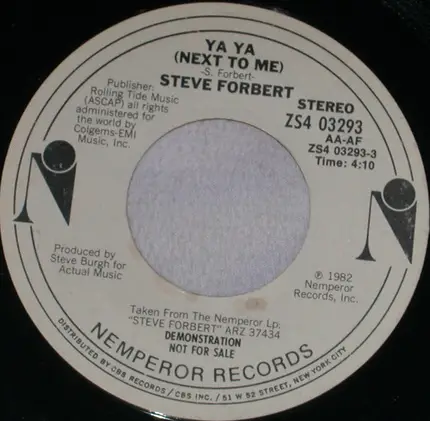 YA YA
(NEXT TO ME)
-S. Forbert-
STEVE FORBERT
Publisher:
Rolling Tide Music
(ASCAP) all rights
administered for
the world by
Colgems-EMI
Music, Inc.
STEREO
ZS4 03293
AA-AF
ZS4 03293-3
Time: 4:10
Produced by
Steve Burgh for
Actual Music
℗ 1982
Nemperor
Records, Inc.
Taken From The Nemperor Lp:
"STEVE FORBERT" ARZ 37434
DEMONSTRATION
NOT FOR SALE
NEMPEROR RECORDS
DISTRIBUTED BY CBS RECORDS / CBS INC. / 51 W 52 STREET, NEW YORK CITY